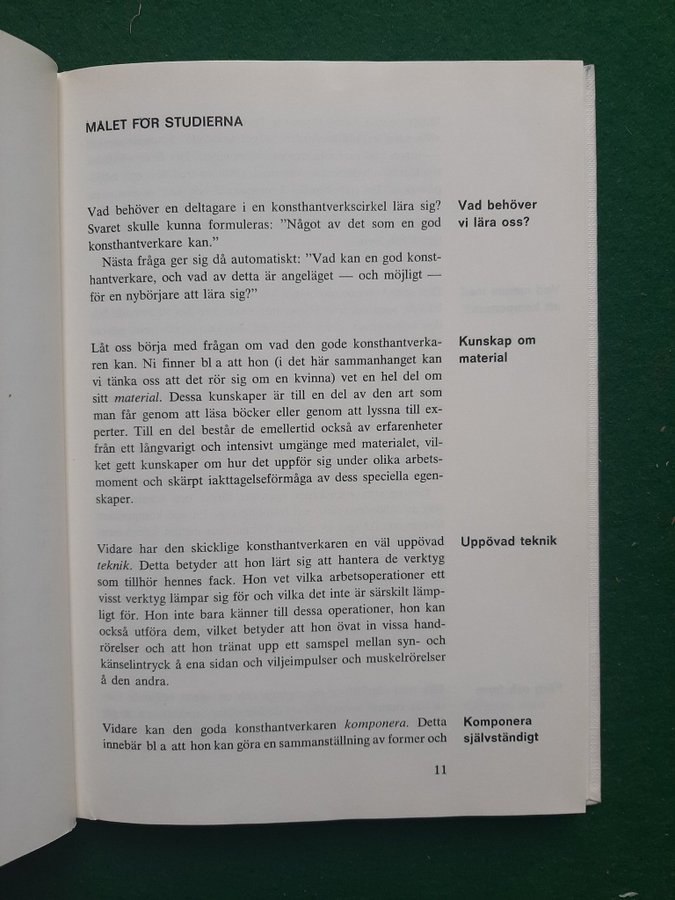 MÅLET FÖR STUDIERNA
Vad behöver en deltagare i en konsthantverkscirkel lära sig?
Svaret skulle kunna formuleras: ”Något av det som en god
konsthantverkare kan.”
Nästa fråga ger sig då automatiskt: ”Vad kan en god konst-
hantverkare, och vad av detta är angeläget — och möjligt —
för en nybörjare att lära sig?”
Vad behöver
vi lära oss?
Låt oss börja med frågan om vad den gode konsthantverka-
ren kan. Ni finner bl a att hon (i det här sammanhanget kan
vi tänka oss att det rör sig om en kvinna) vet en hel del om
sitt material. Dessa kunskaper är till en del av den art som
man får genom att läsa böcker eller genom att lyssna till ex-
perter. Till en del består de emellertid också av erfarenheter
från ett långvarigt och intensivt umgänge med materialet, vil-
ket gett kunskaper om hur det uppför sig under olika arbets-
moment och skärpt iakttagelseförmåga av dess speciella egen-
skaper.
Kunskap om
material
Vidare har den skicklige konsthantverkaren en väl uppövad
teknik. Detta betyder att hon lärt sig att hantera de verktyg
som tillhör hennes fack. Hon vet vilka arbetsoperationer ett
visst verktyg lämpar sig för och vilka det inte är särskilt lämp-
ligt för. Hon inte bara känner till dessa operationer, hon kan
också utföra dem, vilket betyder att hon övat in vissa hand-
rörelser och att hon tränat upp ett samspel mellan syn- och
känselintryck å ena sidan och viljeimpulser och muskelrörelser
å den andra.
Uppövad teknik
Vidare kan den goda konsthantverkaren komponera. Detta
innebär bl a att hon kan göra en sammanställning av former och
Komponera
självständigt
11